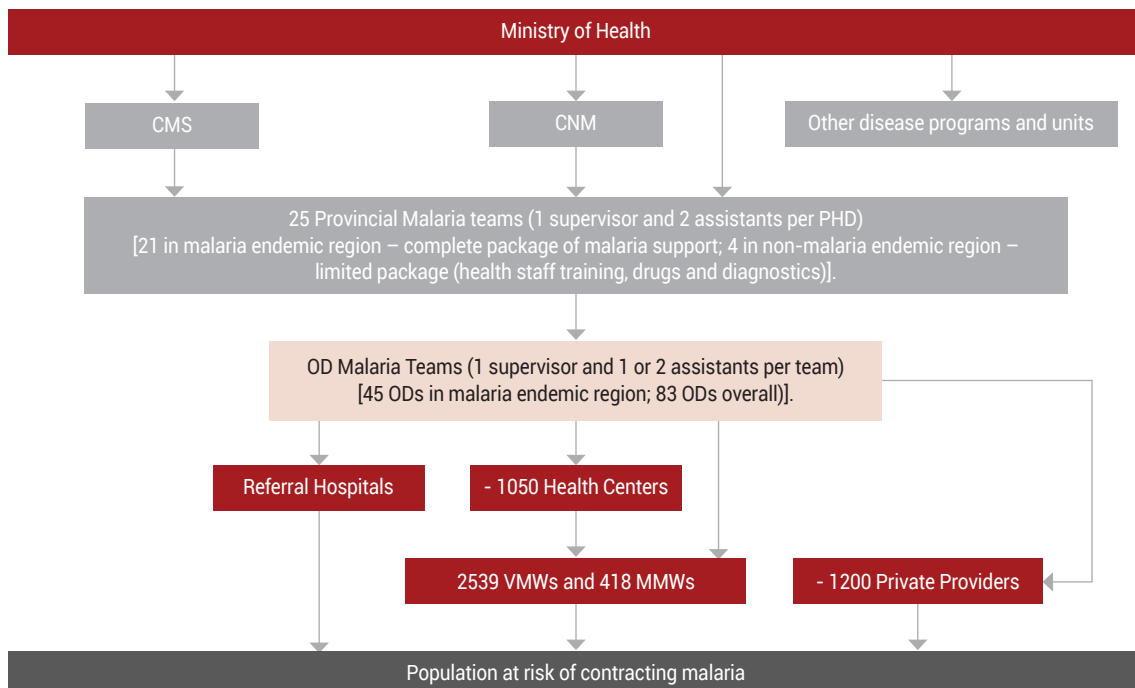 Ministry of Health
CMS
CNM
Other disease programs and units
25 Provincial Malaria teams (1 supervisor and 2 assistants per PHD)
[21 in malaria endemic region – complete package of malaria support; 4 in non-malaria endemic region –
limited package (health staff training, drugs and diagnostics)].
OD Malaria Teams (1 supervisor and 1 or 2 assistants per team)
[45 ODs in malaria endemic region; 83 ODs overall)].
Referral Hospitals
- 1050 Health Centers
2539 VMWs and 418 MMWs
- 1200 Private Providers
Population at risk of contracting malaria